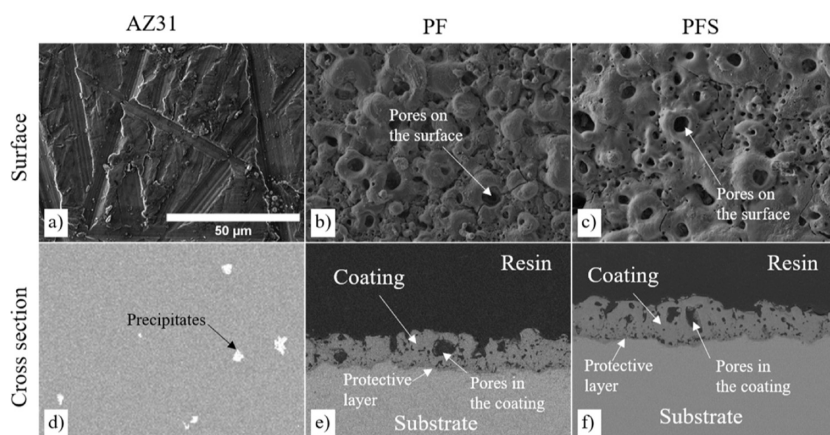 AZ31
PF
PFS
Surface
Pores on
the surface
Pores on
the surface
50 µm
a)
b)
c)
Cross section
Precipitates
Coating
Resin
Protective
layer
Pores in
the coating
Substrate
Coating
Resin
Protective
layer
Pores in
the coating
Substrate
d)
e)
f)